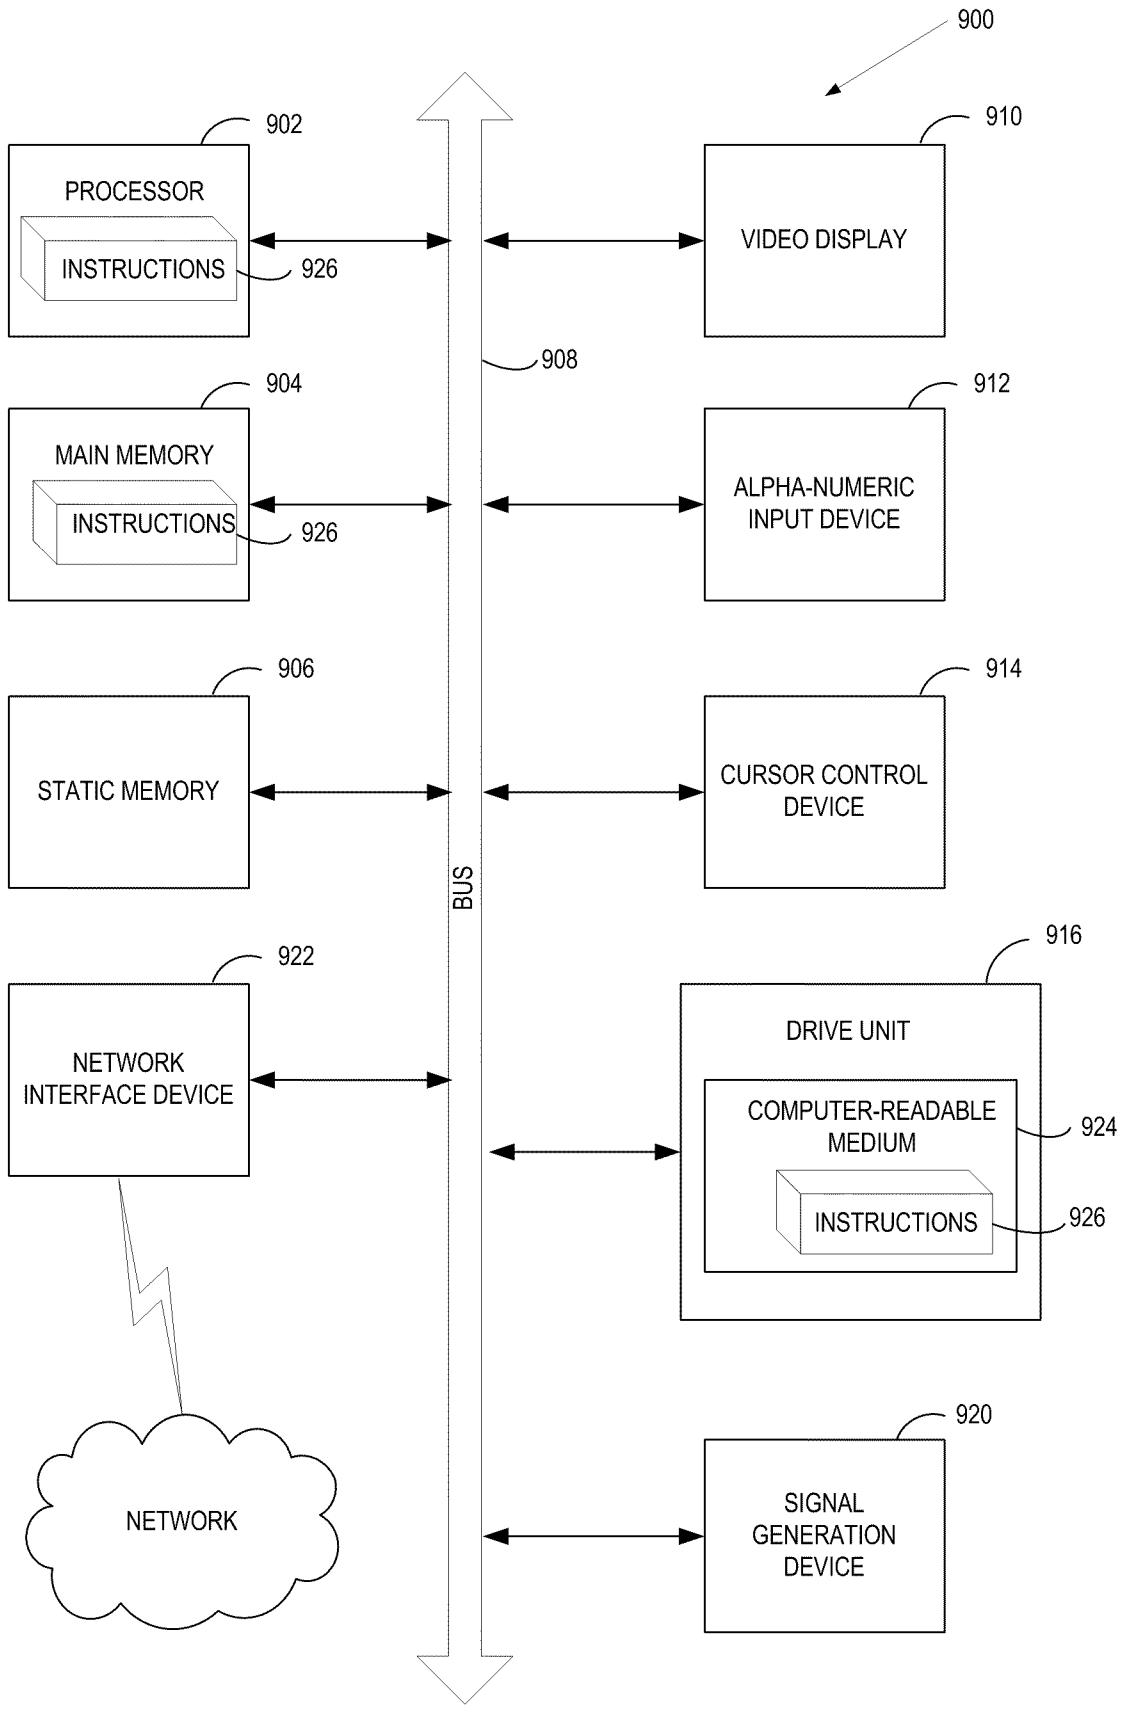 900
902
PROCESSOR
INSTRUCTIONS
926
910
VIDEO DISPLAY
908
904
MAIN MEMORY
INSTRUCTIONS
926
912
ALPHA-NUMERIC
INPUT DEVICE
906
STATIC MEMORY
914
CURSOR CONTROL
DEVICE
BUS
922
NETWORK
INTERFACE DEVICE
916
DRIVE UNIT
COMPUTER-READABLE
MEDIUM
924
INSTRUCTIONS
926
NETWORK
920
SIGNAL
GENERATION
DEVICE